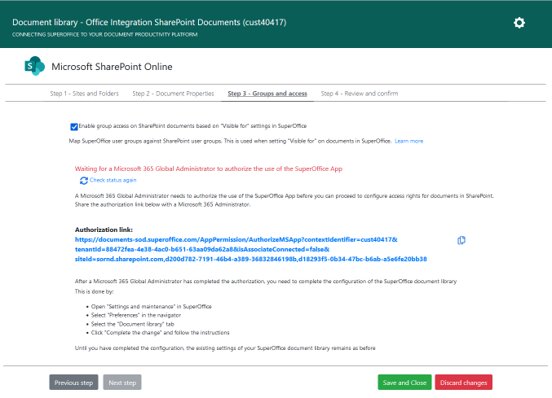 Document library - Office Integration SharePoint Documents (cust40417)
CONNECTING SUPEROFFICE TO YOUR DOCUMENT PRODUCTIVITY PLATFORM
S
Microsoft SharePoint Online
Step 1 - Sites and Folders Step 2 - Document Properties Step 3 - Groups and access Step 4 - Review and confirm
Enable group access on SharePoint documents based on "Visible for" settings in SuperOffice
Map SuperOffice user groups against SharePoint user groups. This is used when setting "Visible for" on documents in SuperOffice. Learn more
Waiting for a Microsoft 365 Global Administrator to authorize the use of the SuperOffice App
Check status again
A Microsoft 365 Global Administrator needs to authorize the use of the SuperOffice App before you can proceed to configure access rights for documents in SharePoint.
Share the authorization link below with a Microsoft 365 Administrator.
Authorization link:
https://documents-sod.superoffice.com/AppPermission/AuthorizeMSApp?contextIdentifier=cust40417&
tenantId=88472fea-4e38-4ac0-b651-63aa09da62a8&isAssociateConnected=false&
siteId=sornd.sharepoint.com,d200d782-7191-46b4-a389-36832846198b,d18293f5-0b34-47bc-b6ab-a5e6fe20bb38
After a Microsoft 365 Global Administrator has completed the authorization, you need to complete the configuration of the SuperOffice document library
This is done by:
• Open "Settings and maintenance" in SuperOffice
• Select "Preferences" in the navigator
• Select the "Document library" tab
• Click "Complete the change" and follow the instructions
Until you have completed the configuration, the existing settings of your SuperOffice document library remains as before
Previous step Next step Save and Close Discard changes